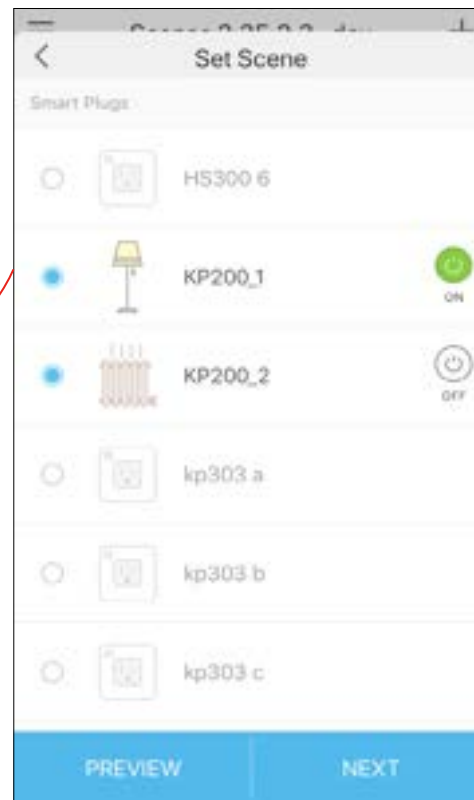 Set Scene
Smart Plugs
HS300 6
KP200_1
ON
KP200_2
OFF
kp303 a
kp303 b
kp303 c
PREVIEW NEXT